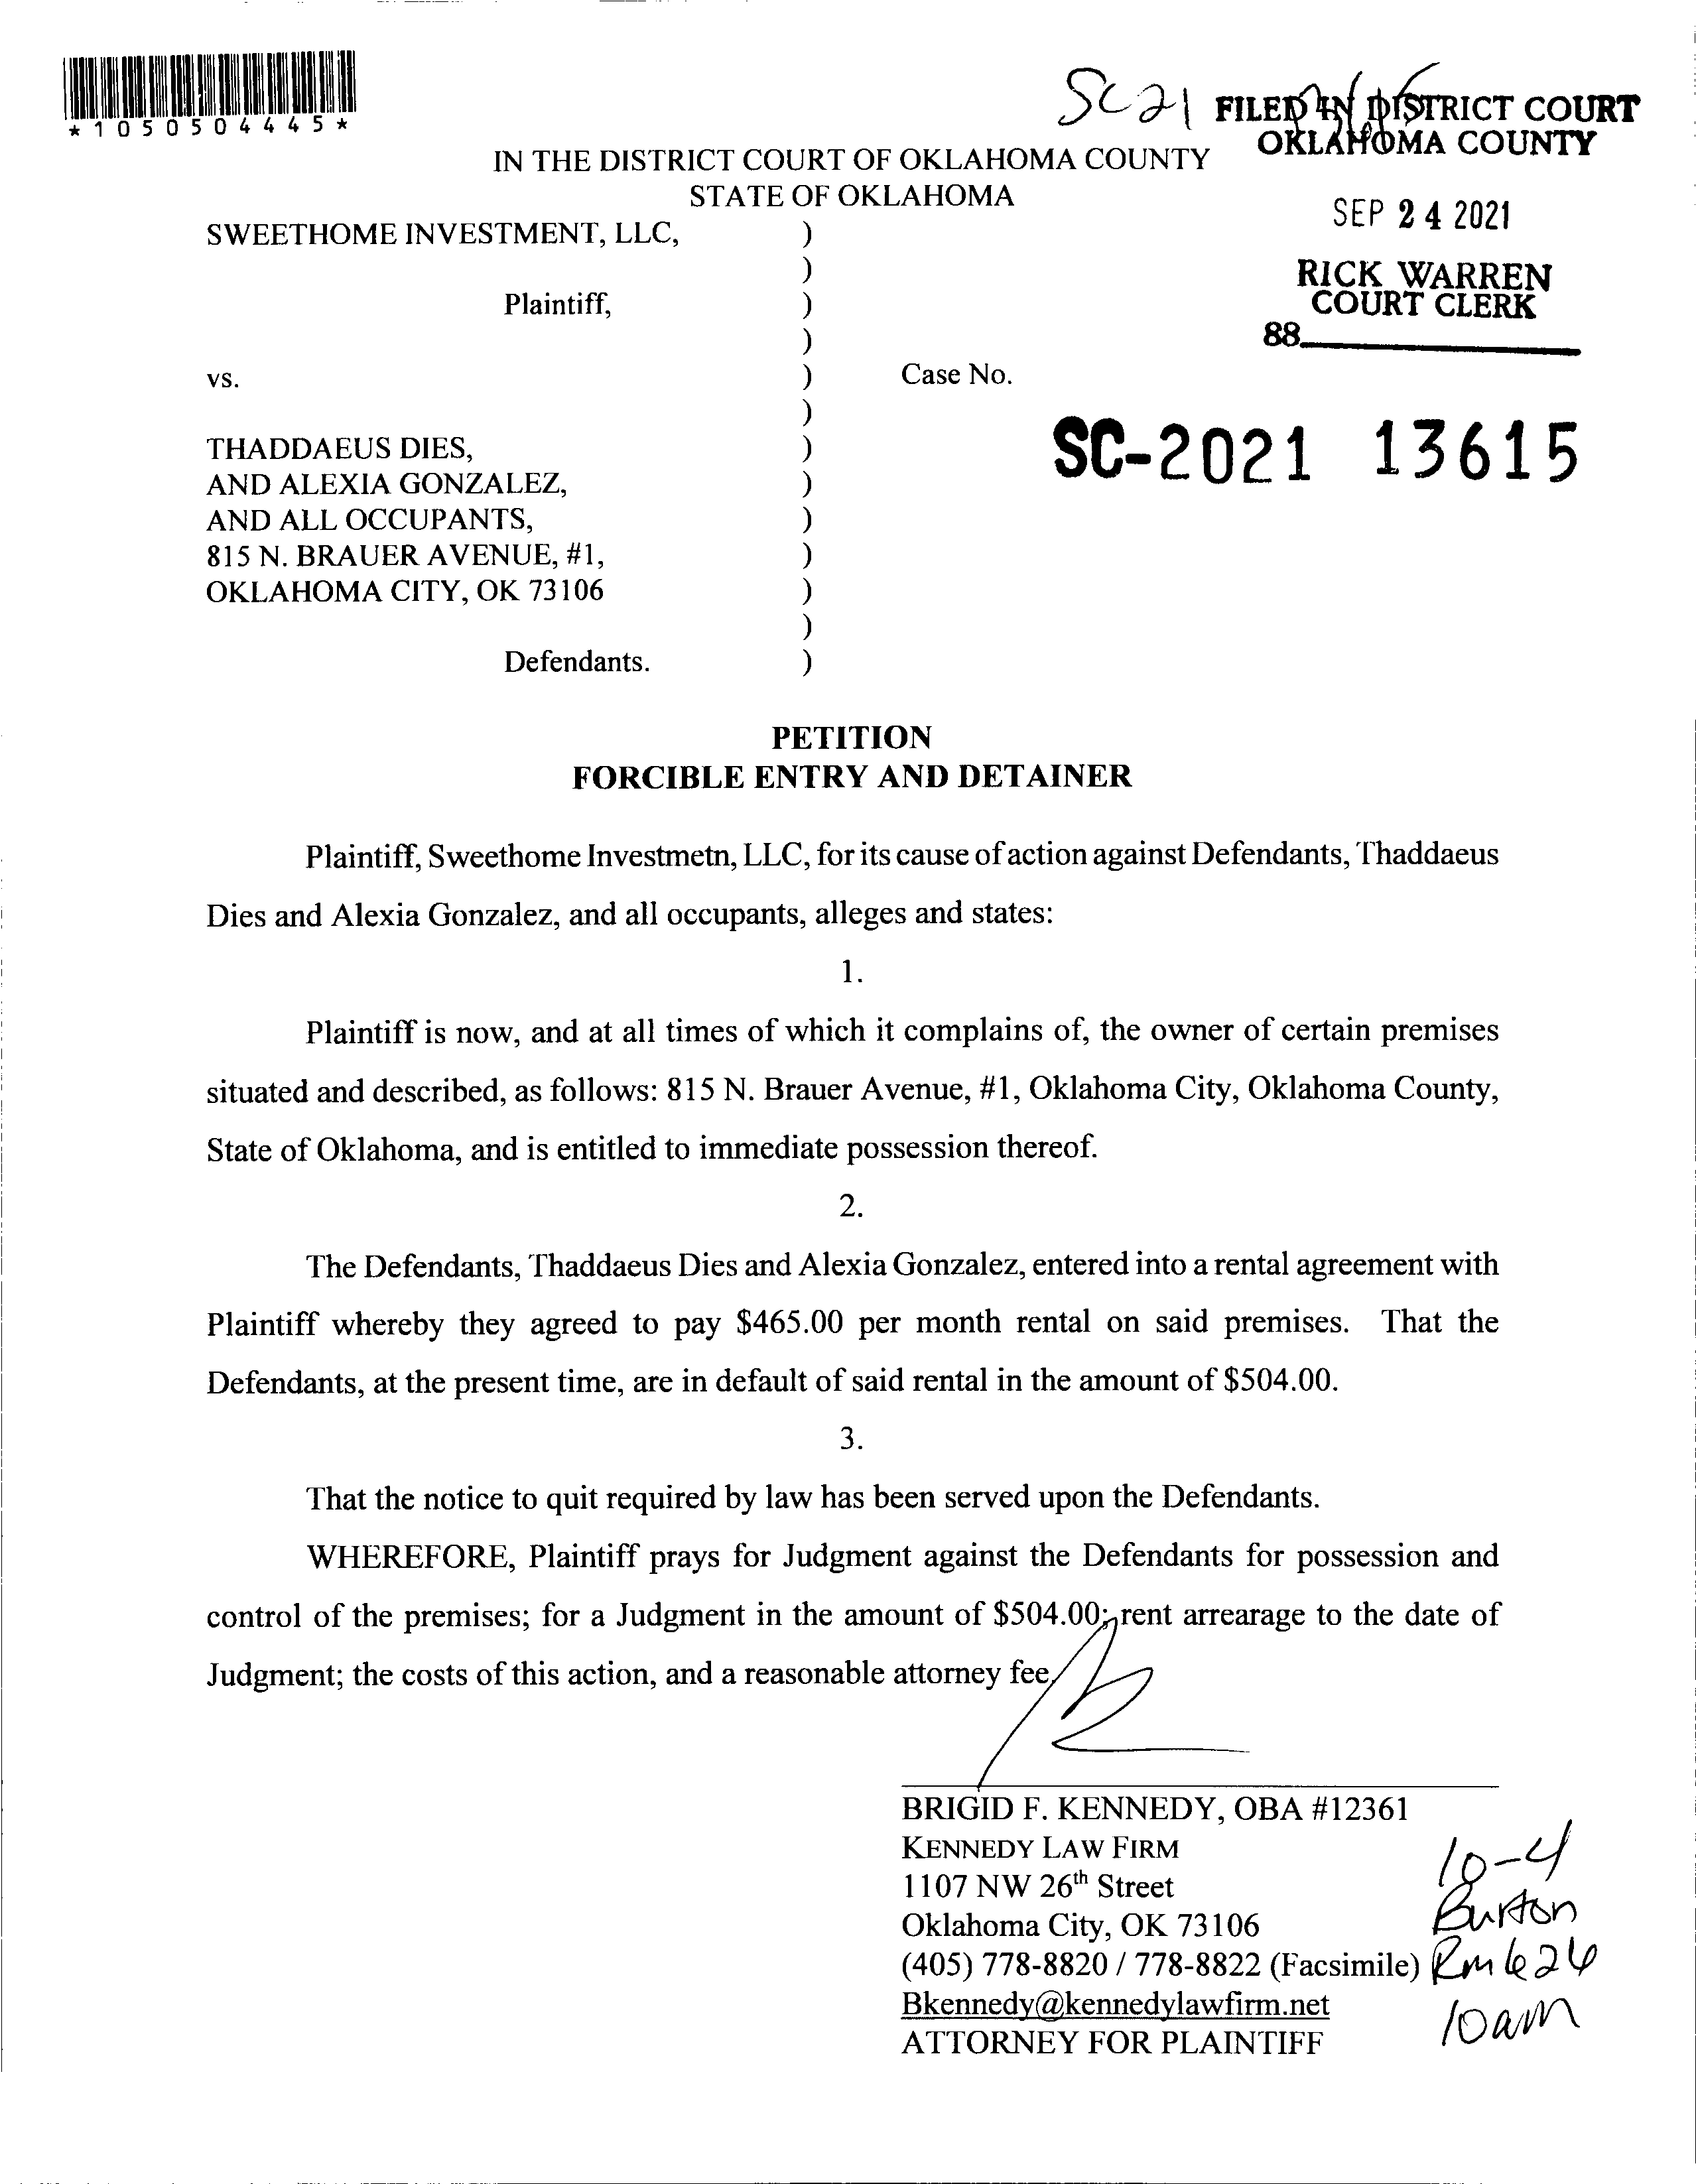 *1050504445*
SC21
FILED IN DISTRICT COURT
OKLAHOMA COUNTY
IN THE DISTRICT COURT OF OKLAHOMA COUNTY
STATE OF OKLAHOMA
SEP 24 2021
RICK WARREN
COURT CLERK
88
SWEETHOME INVESTMENT, LLC, )
)
Plaintiff, )
)
vs. ) Case No.
)
SC-2021 13615
THADDAEUS DIES, )
AND ALEXIA GONZALEZ, )
AND ALL OCCUPANTS, )
815 N. BRAUER AVENUE, #1, )
OKLAHOMA CITY, OK 73106 )
)
Defendants. )
PETITION
FORCIBLE ENTRY AND DETAINER
Plaintiff, Sweethome Investmetn, LLC, for its cause of action against Defendants, Thaddaeus
Dies and Alexia Gonzalez, and all occupants, alleges and states:
1.
Plaintiff is now, and at all times of which it complains of, the owner of certain premises
situated and described, as follows: 815 N. Brauer Avenue, #1, Oklahoma City, Oklahoma County,
State of Oklahoma, and is entitled to immediate possession thereof.
2.
The Defendants, Thaddaeus Dies and Alexia Gonzalez, entered into a rental agreement with
Plaintiff whereby they agreed to pay $465.00 per month rental on said premises. That the
Defendants, at the present time, are in default of said rental in the amount of $504.00.
3.
That the notice to quit required by law has been served upon the Defendants.
WHEREFORE, Plaintiff prays for Judgment against the Defendants for possession and
control of the premises; for a Judgment in the amount of $504.00; rent arrearage to the date of
Judgment; the costs of this action, and a reasonable attorney fee.
BRIGID F. KENNEDY, OBA #12361
KENNEDY LAW FIRM
1107 NW 26th Street
Oklahoma City, OK 73106
(405) 778-8820 / 778-8822 (Facsimile)
Bkennedy@kennedylawfirm.net
ATTORNEY FOR PLAINTIFF
10-4
Burton
Rm 626
10am